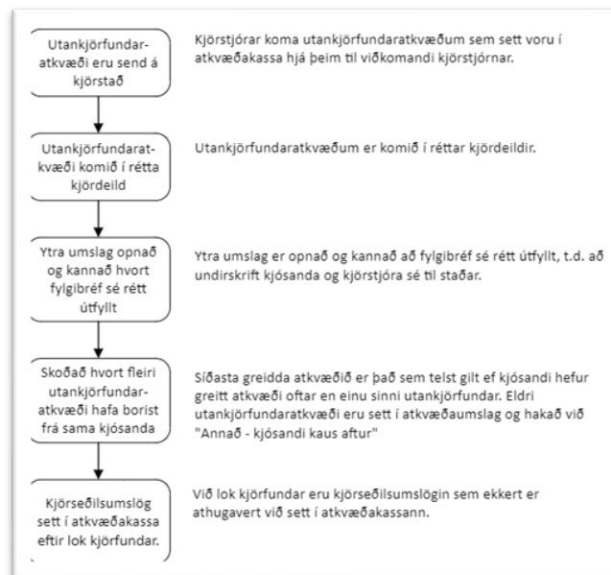 Utankjörfundar-
atkvæði eru send á
kjörstað
Kjörstjórar koma utankjörfundaratkvæðum sem sett voru í
atkvæðakassa hjá þeim til viðkomandi kjörstjórnar.
Utankjörfundarat-
kvæði komið í rétta
kjördeild
Utankjörfundaratkvæðum er komið í réttar kjördeildir.
Ytra umslag opnað
og kannað hvort
fylgibréf sé rétt
útfyllt
Ytra umslag er opnað og kannað að fylgibréf sé rétt útfyllt, t.d. að
undirskrift kjósanda og kjörstjóra sé til staðar.
Skoðað hvort fleiri
utankjörfundar-
atkvæði hafa borist
frá sama kjósanda
Síðasta greidda atkvæðið er það sem telst gilt ef kjósandi hefur
greitt atkvæði oftar en einu sinni utankjörfundar. Eldri
utankjörfundaratkvæði eru sett í atkvæðaumslag og hakað við
"Annað - kjósandi kaus aftur"
Kjörseðilsumslög
sett í atkvæðakassa
eftir lok kjörfundar.
Við lok kjörfundar eru kjörseðilsumslögin sem ekkert er
athugavert við sett í atkvæðakassann.